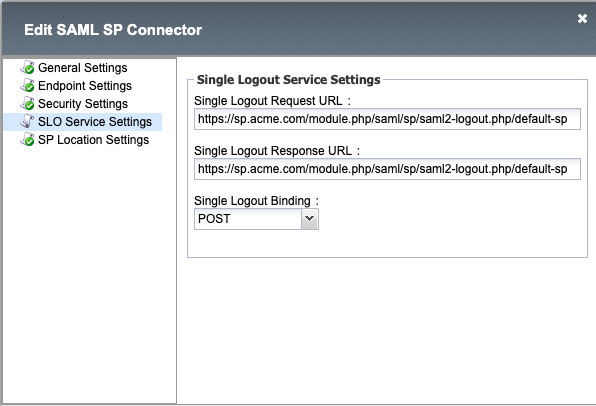 Edit SAML SP Connector
General Settings
Endpoint Settings
Security Settings
SLO Service Settings
SP Location Settings
Single Logout Service Settings
Single Logout Request URL :
https://sp.acme.com/module.php/saml/sp/saml2-logout.php/default-sp
Single Logout Response URL :
https://sp.acme.com/module.php/saml/sp/saml2-logout.php/default-sp
Single Logout Binding :
POST